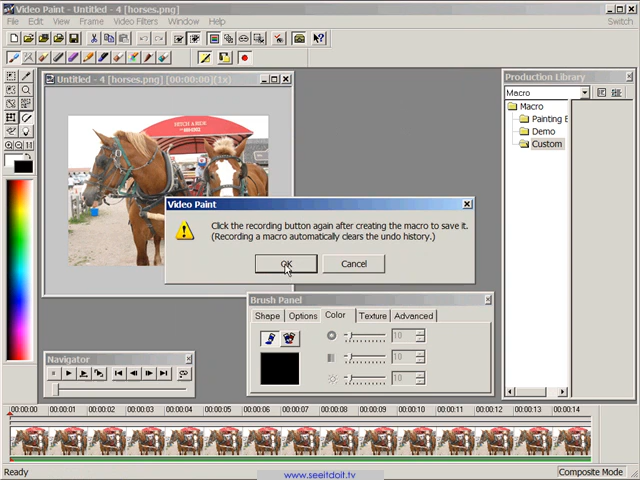 Video Paint - Untitled - 4 [horses.png]
File Edit View Frame Video Filters Window Help
Switch
Untitled - 4 [horses.png] [00:00:00](1x)
Production Library
Macro
Macro
Painting E
Demo
Custom
Video Paint
Click the recording button again after creating the macro to save it.
(Recording a macro automatically clears the undo history.)
OK Cancel
Brush Panel
Shape Options Color Texture Advanced
10
10
10
Navigator
00:00:00 00:00:01 00:00:02 00:00:03 00:00:04 00:00:05 00:00:06 00:00:07 00:00:08 00:00:09 00:00:10 00:00:11 00:00:12 00:00:13 00:00:14
Ready
Composite Mode
www.seeitdoit.tv